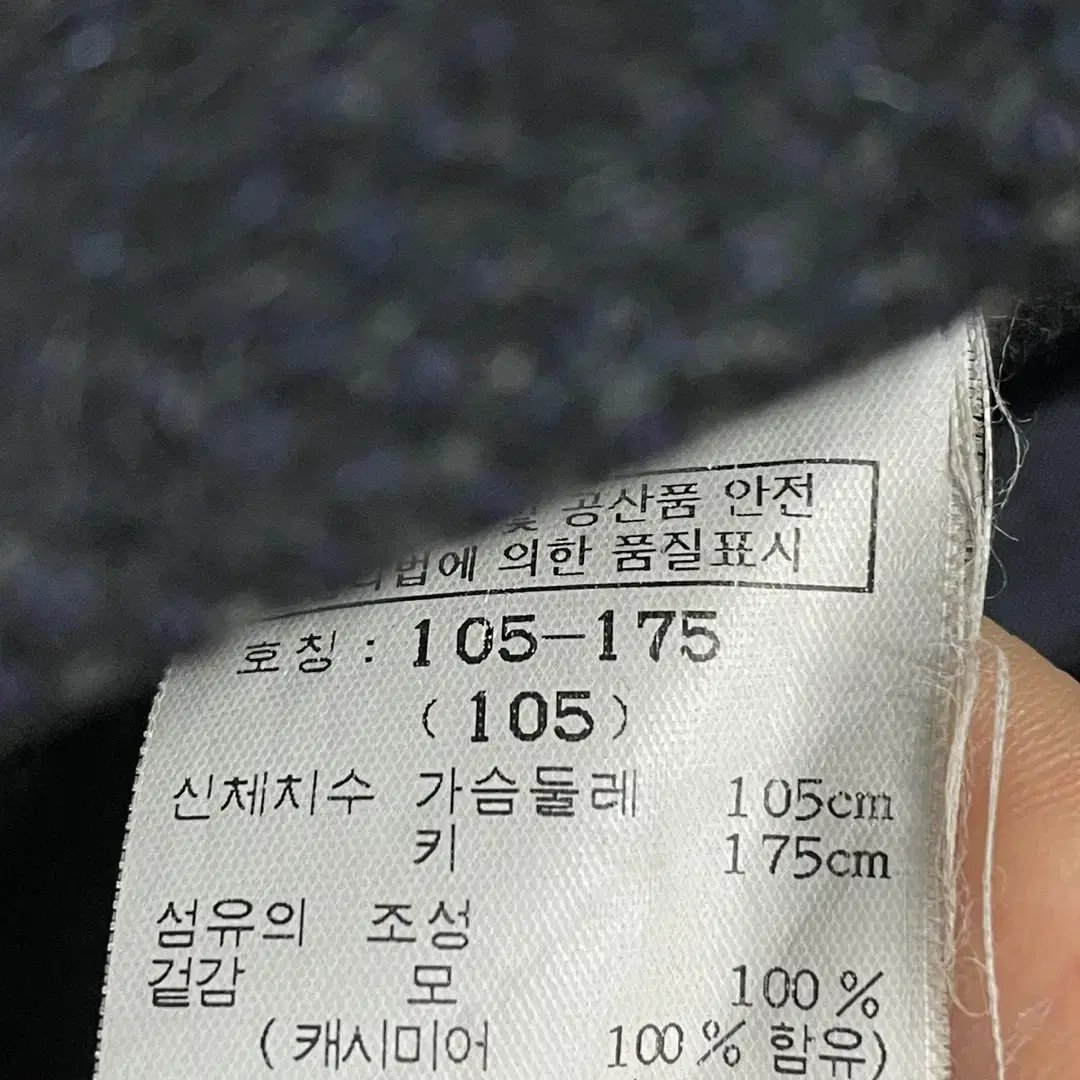 공산품 안전
법에 의한 품질표시
호칭 : 105-175
(105)
신체치수 가슴둘레 105cm
키 175cm
섬유의 조성
겉감 모 100 %
(캐시미어 100 % 함유)